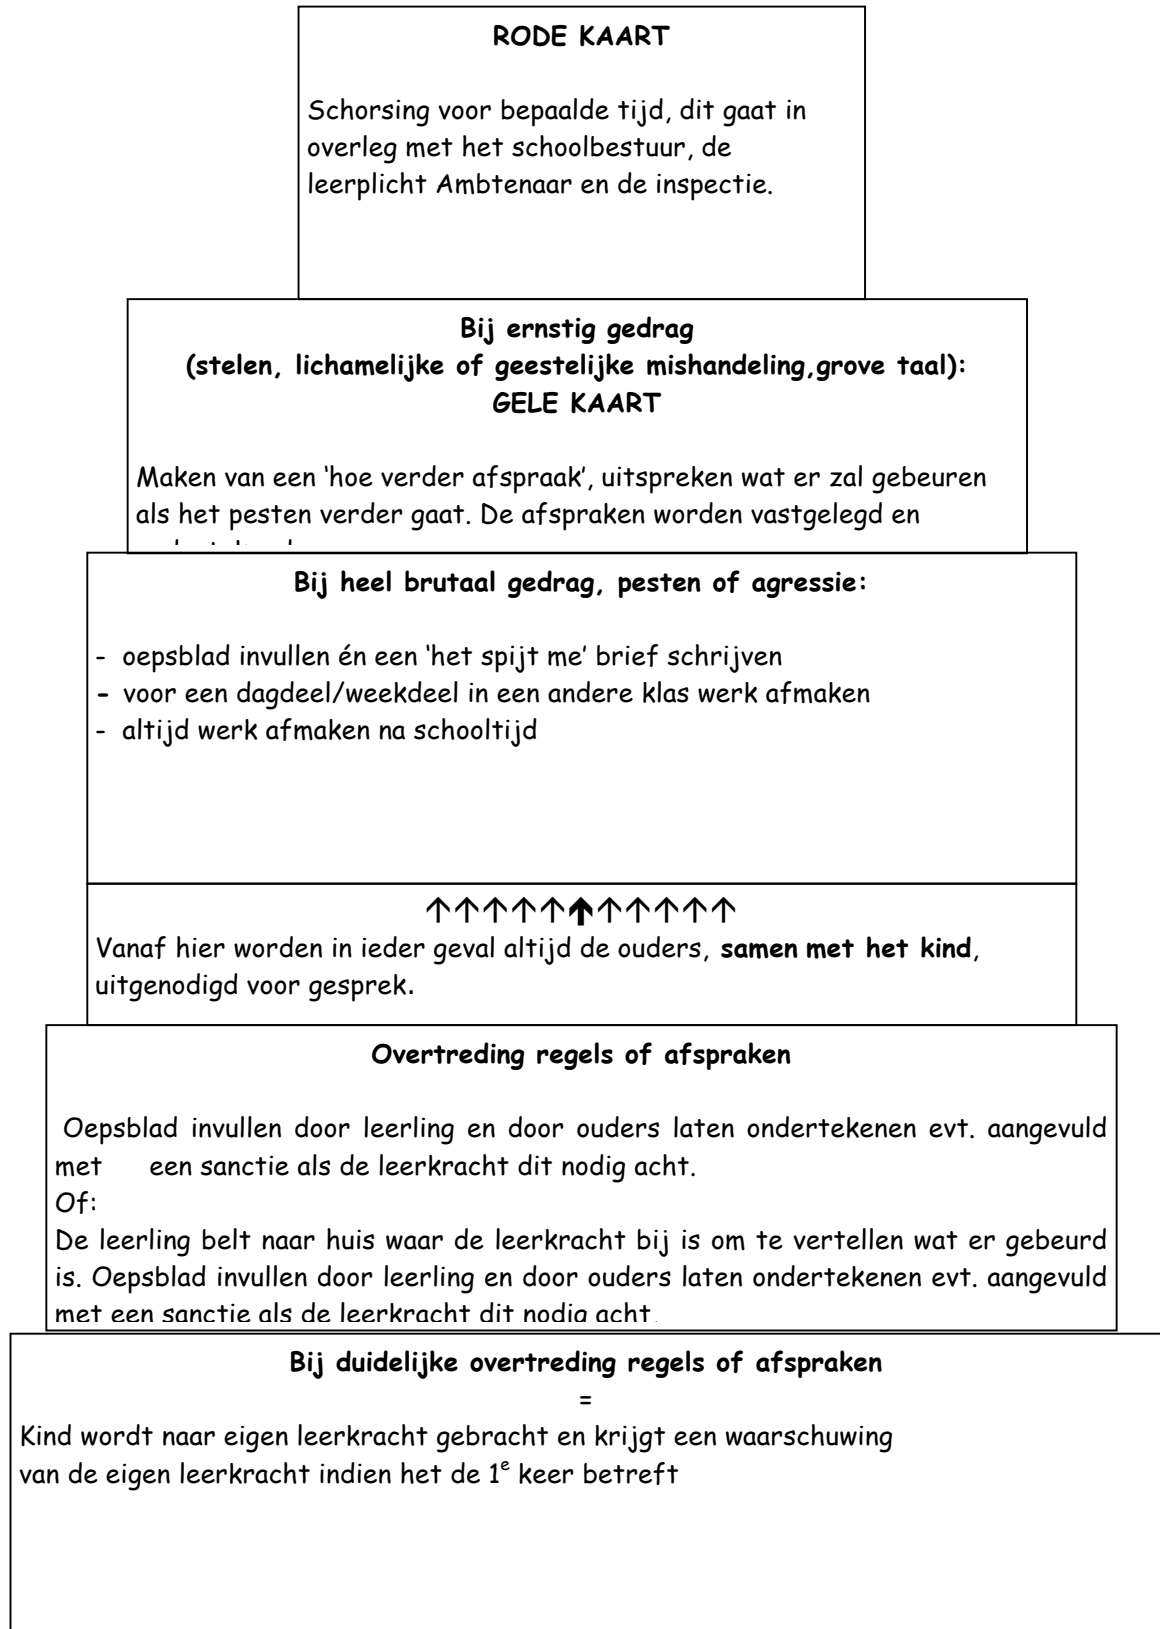 RODE KAART
Schorsing voor bepaalde tijd, dit gaat in
overleg met het schoolbestuur, de
leerplicht Ambtenaar en de inspectie.
Bij ernstig gedrag
(stelen, lichamelijke of geestelijke mishandeling,grove taal):
GELE KAART
Maken van een ‘hoe verder afspraak’, uitspreken wat er zal gebeuren
als het pesten verder gaat. De afspraken worden vastgelegd en
Bij heel brutaal gedrag, pesten of agressie:
- oepsblad invullen én een ‘het spijt me’ brief schrijven
- voor een dagdeel/weekdeel in een andere klas werk afmaken
- altijd werk afmaken na schooltijd
↑↑↑↑↑↑↑↑↑↑↑
Vanaf hier worden in ieder geval altijd de ouders, samen met het kind,
uitgenodigd voor gesprek.
Overtreding regels of afspraken
Oepsblad invullen door leerling en door ouders laten ondertekenen evt. aangevuld
met een sanctie als de leerkracht dit nodig acht.
Of:
De leerling belt naar huis waar de leerkracht bij is om te vertellen wat er gebeurd
is. Oepsblad invullen door leerling en door ouders laten ondertekenen evt. aangevuld
met een sanctie als de leerkracht dit nodig acht.
Bij duidelijke overtreding regels of afspraken
=
Kind wordt naar eigen leerkracht gebracht en krijgt een waarschuwing
van de eigen leerkracht indien het de 1e keer betreft